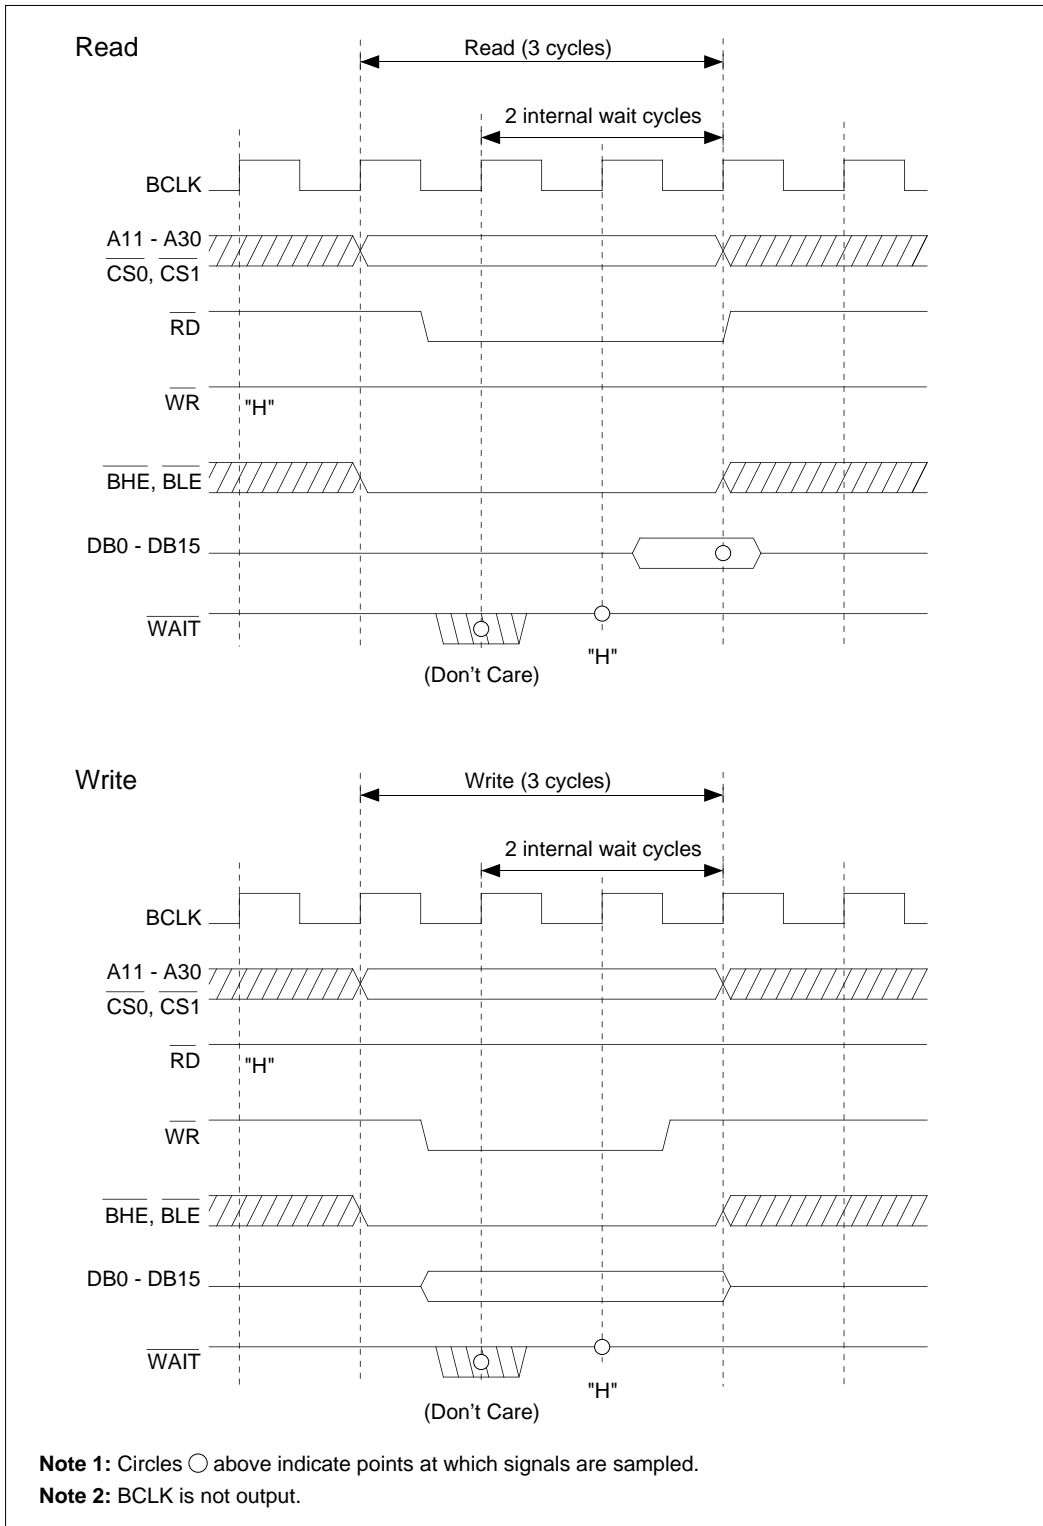 Read
Read (3 cycles)
2 internal wait cycles
BCLK
A11 - A30
CS0, CS1
RD
WR
"H"
BHE, BLE
DB0 - DB15
WAIT
"H"
(Don't Care)
Write
Write (3 cycles)
2 internal wait cycles
BCLK
A11 - A30
CS0, CS1
RD
"H"
WR
BHE, BLE
DB0 - DB15
WAIT
"H"
(Don't Care)
Note 1: Circles ○ above indicate points at which signals are sampled.
Note 2: BCLK is not output.